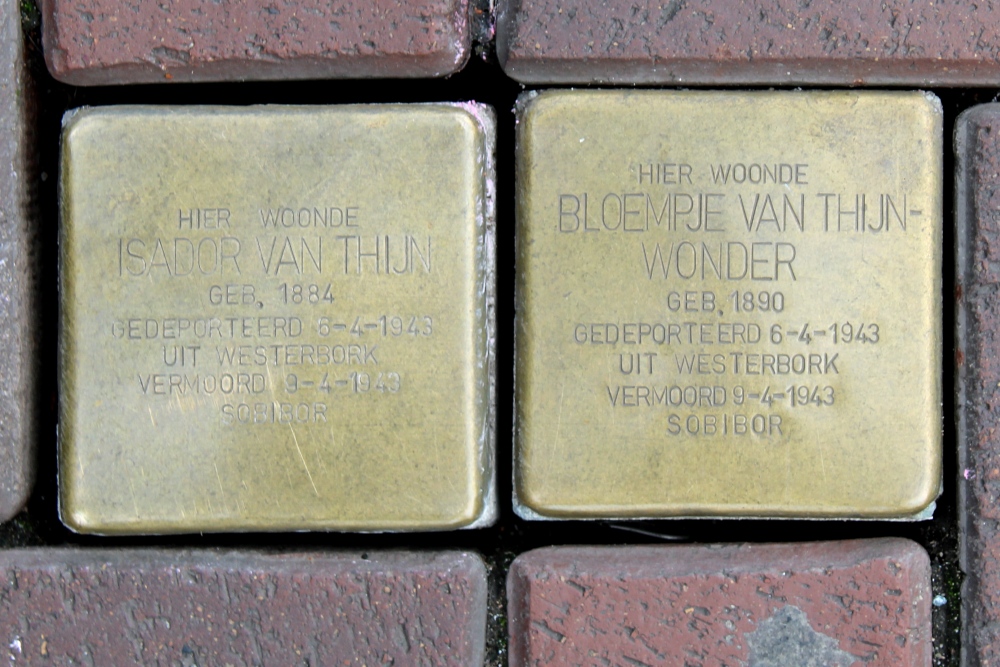 HIER WOONDE
ISADOR VAN THIJN
GEB. 1884
GEDEPORTEERD 6-4-1943
UIT WESTERBORK
VERMOORD 9-4-1943
SOBIBOR
HIER WOONDE
BLOEMPJE VAN THIJN-
WONDER
GEB. 1890
GEDEPORTEERD 6-4-1943
UIT WESTERBORK
VERMOORD 9-4-1943
SOBIBOR